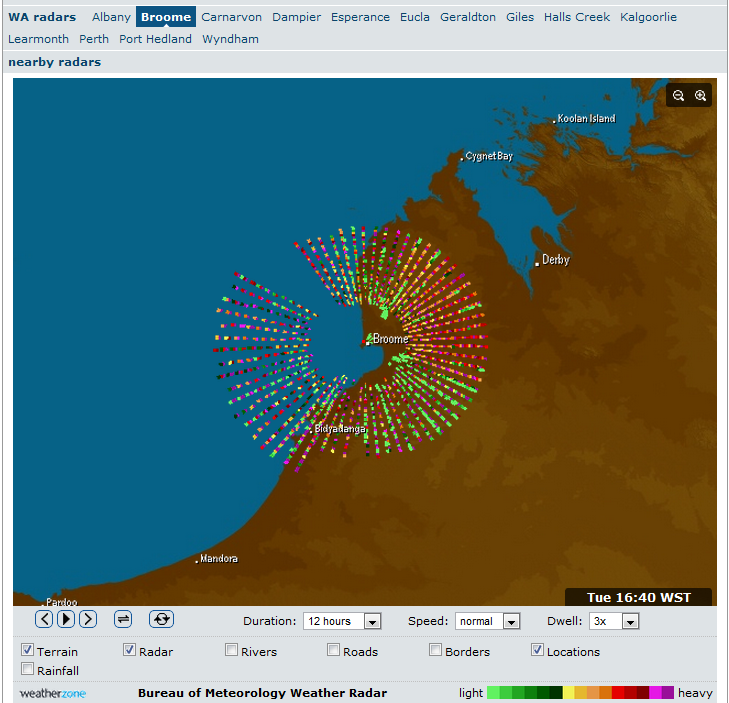 WA radars Albany Broome Carnarvon Dampier Esperance Eucla Geraldton Giles Halls Creek Kalgoorlie
Learmonth Perth Port Hedland Wyndham
nearby radars
Koolan Island
Cygnet Bay
Derby
Broome
Bidyadanga
Mandora
Pardoo
Tue 16:40 WST
Duration: 12 hours Speed: normal Dwell: 3x
Terrain Radar Rivers Roads Borders Locations
Rainfall
weatherzone Bureau of Meteorology Weather Radar light heavy